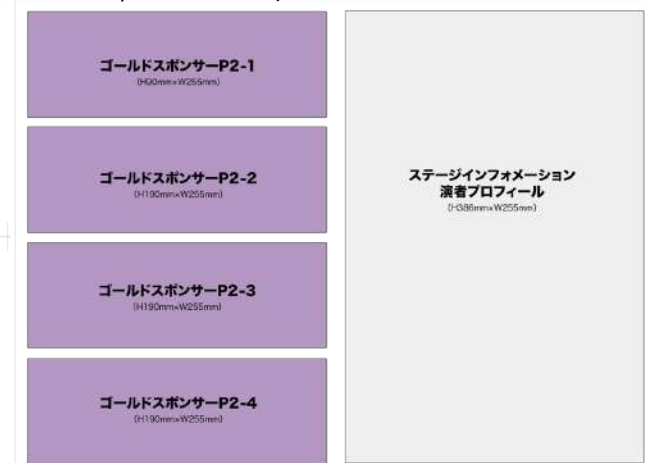 ゴールドスポンサーP2-1
(H90mm×W255mm)
ゴールドスポンサーP2-2
(H190mm×W255mm)
ゴールドスポンサーP2-3
(H190mm×W255mm)
ゴールドスポンサーP2-4
(H190mm×W255mm)
ステージインフォメーション
演者プロフィール
(H386mm×W255mm)